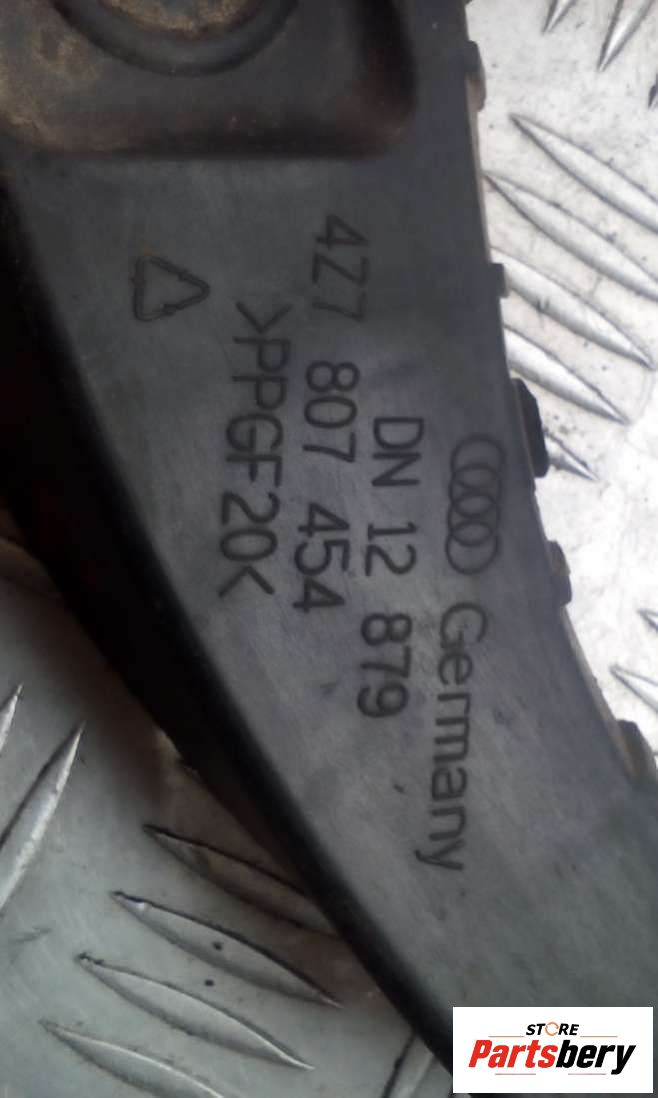 Germany
DN 12 879
4Z7 807 454
>PPGF20<
STORE
Partsbery